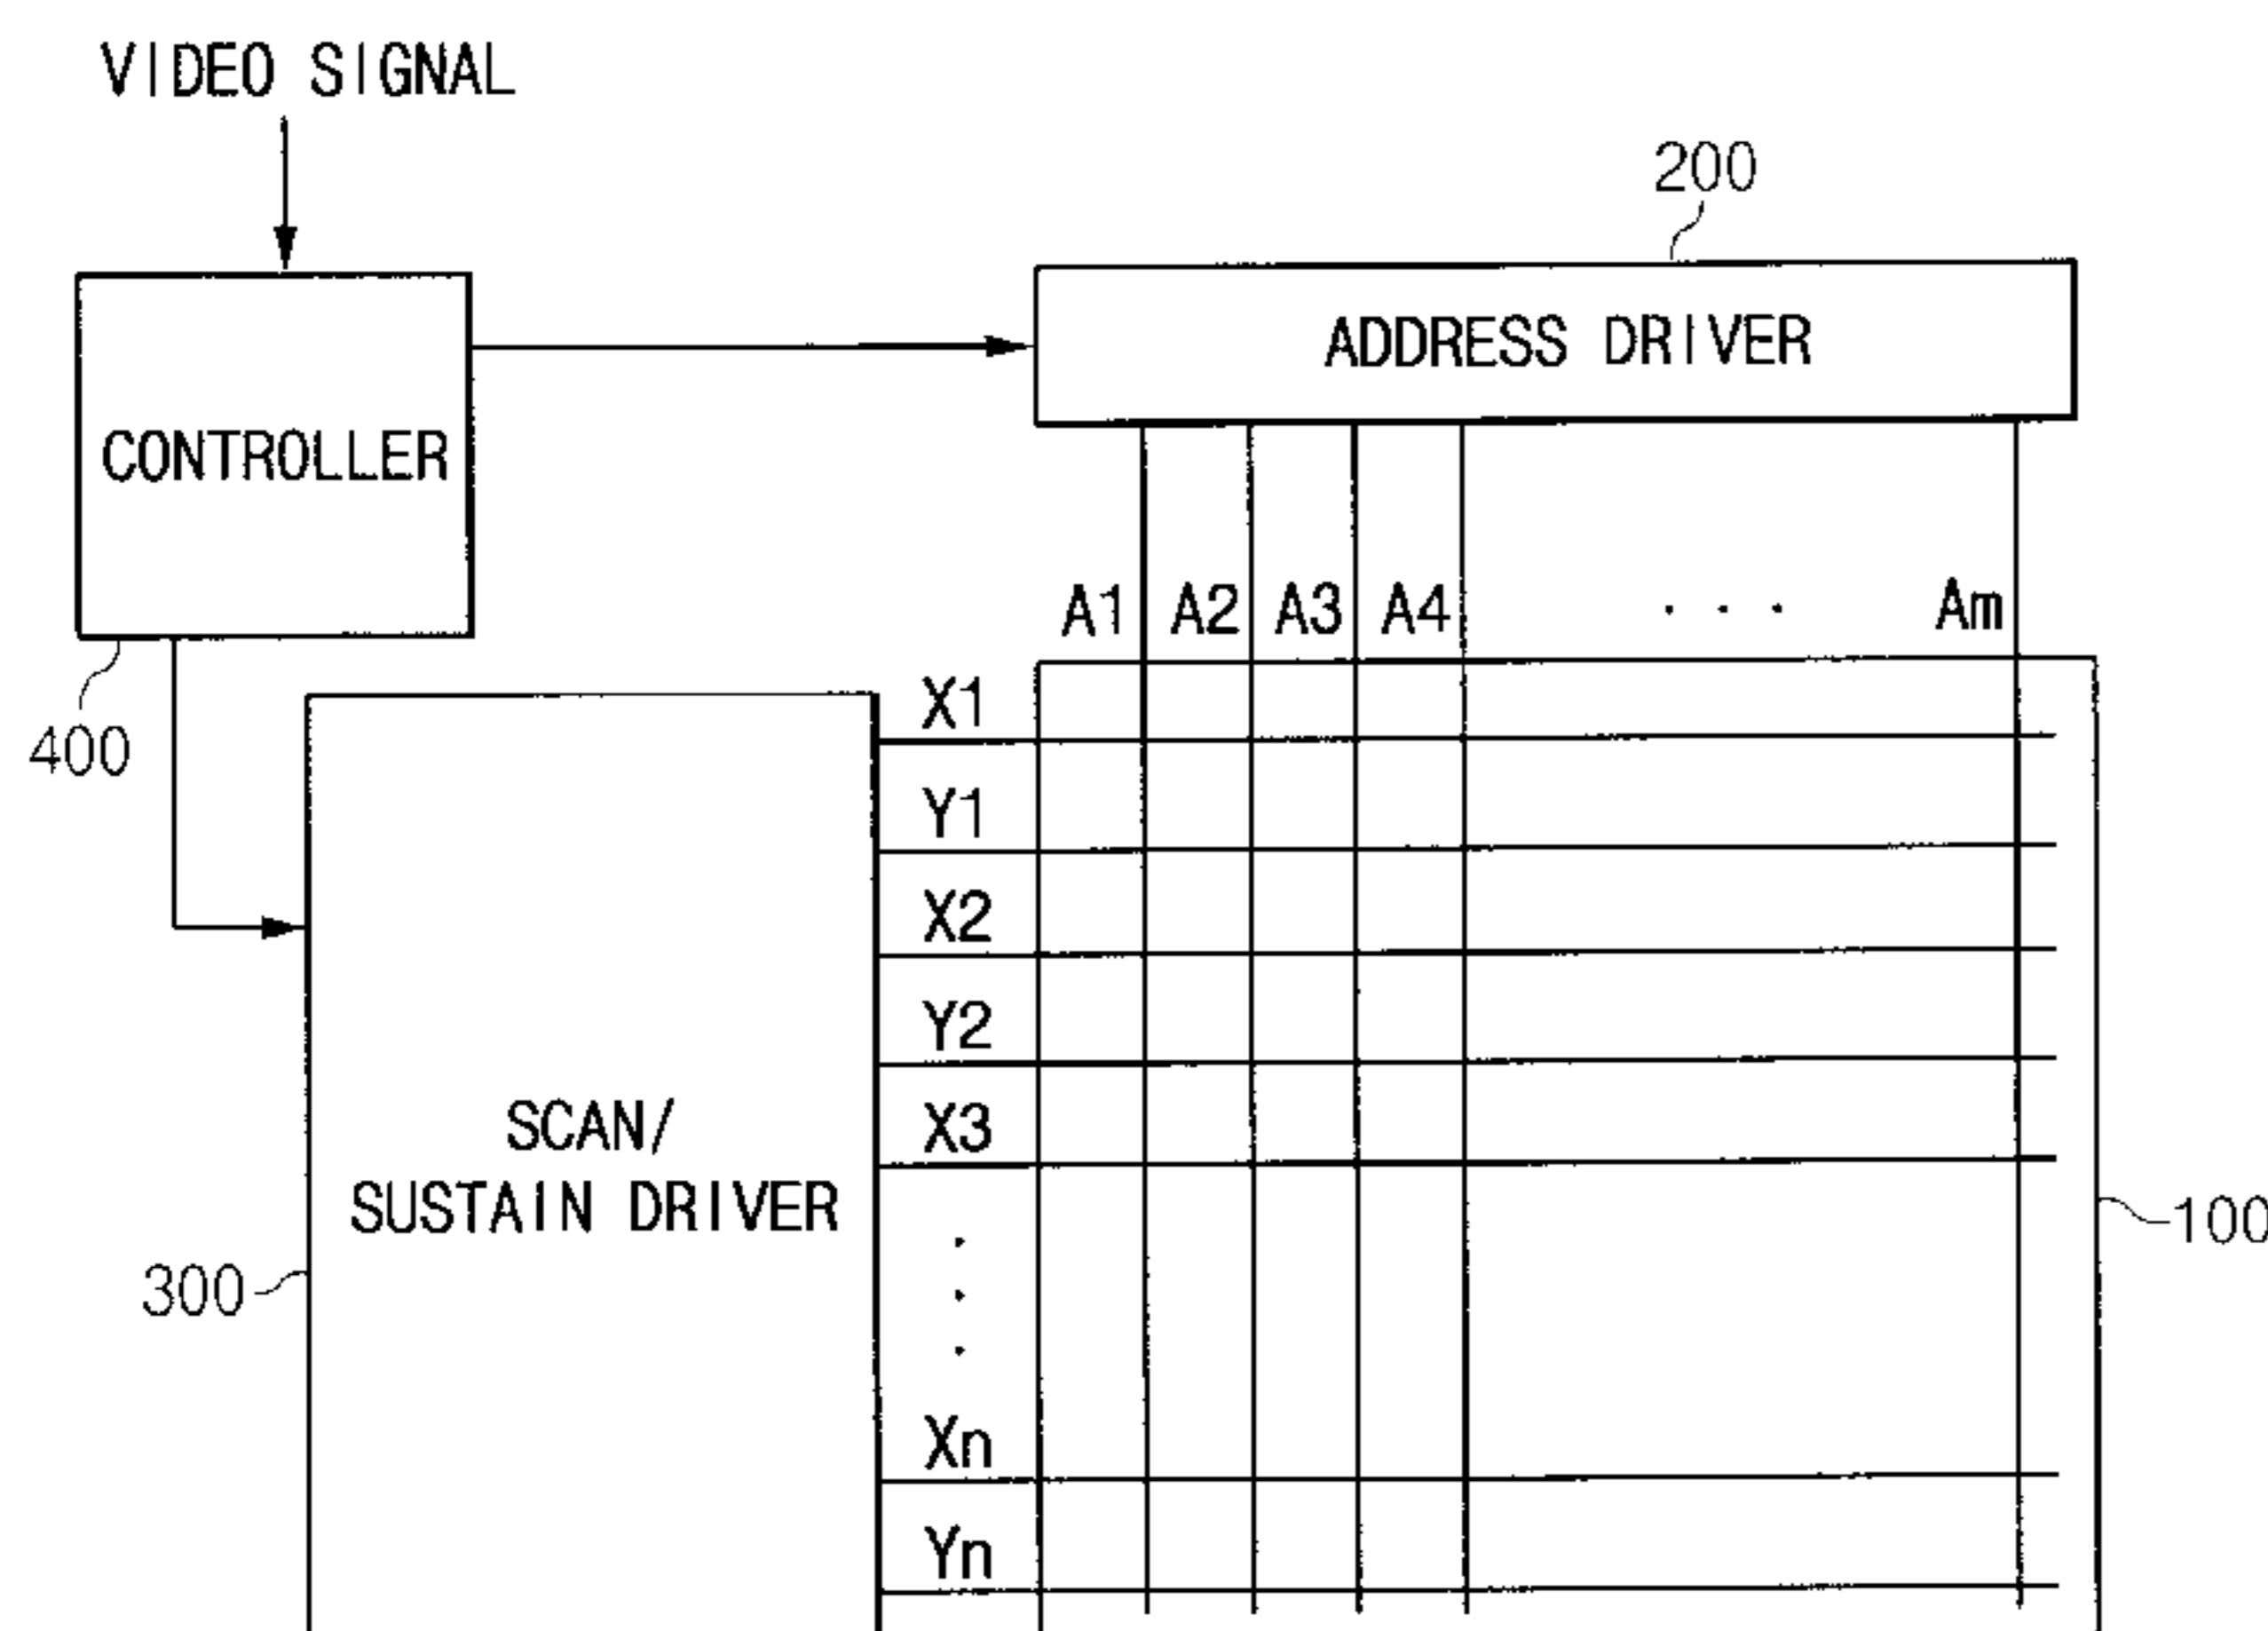 VIDEO SIGNAL
200
ADDRESS DRIVER
CONTROLLER
A1 A2 A3 A4 . . . Am
400
X1
Y1
X2
Y2
X3
SCAN/
SUSTAIN DRIVER
100
300
.
.
.
Xn
Yn